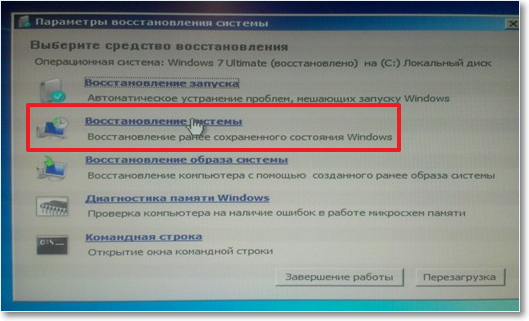 Параметры восстановления системы
Выберите средство восстановления
Операционная система: Windows 7 Ultimate (восстановлено) на (C:) Локальный диск
Восстановление запуска
Автоматическое устранение проблем, мешающих запуску Windows
Восстановление системы
Восстановление ранее сохраненного состояния Windows
Восстановление образа системы
Восстановление компьютера с помощью созданного ранее образа системы
Диагностика памяти Windows
Проверка компьютера на наличие ошибок в работе микросхем памяти
Командная строка
Открытие окна командной строки
Завершение работы
Перезагрузка